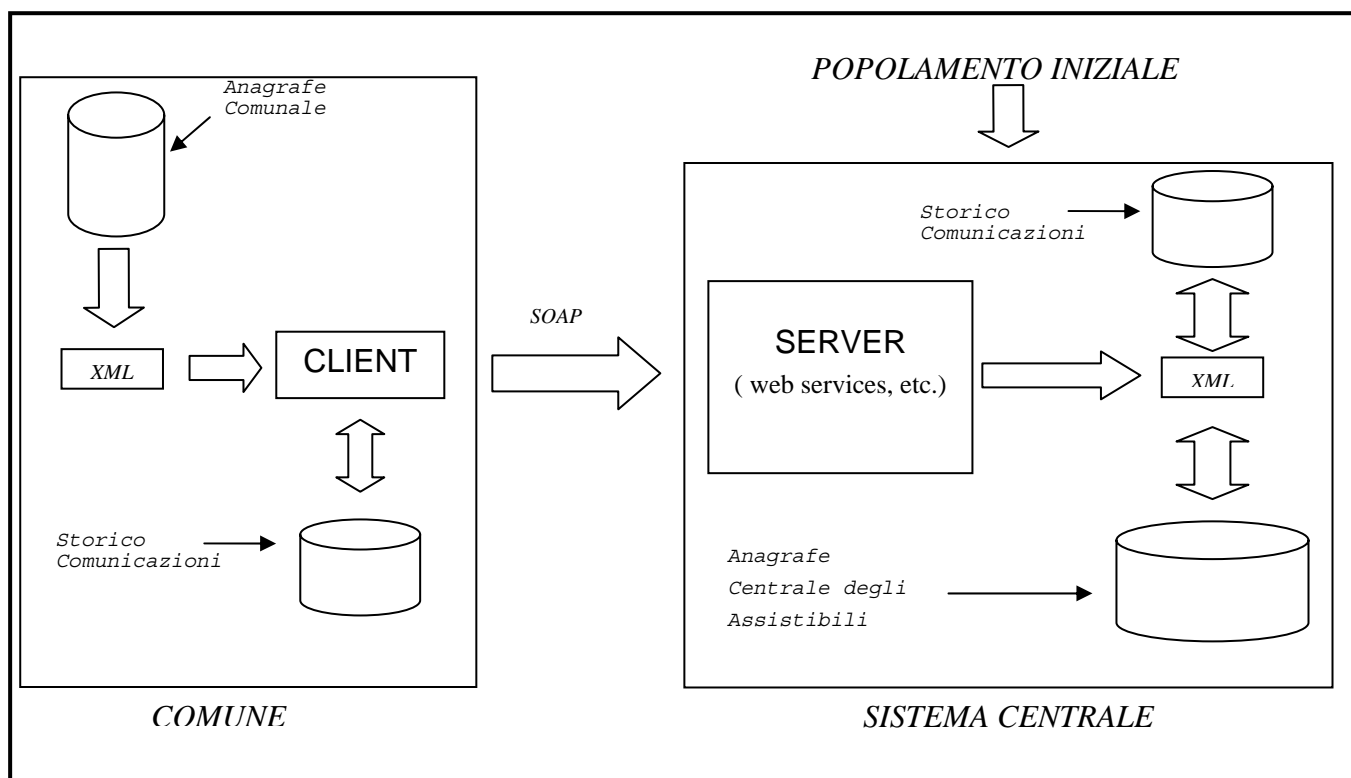 Anagrafe
Comunale
XML
CLIENT
Storico
Comunicazioni
COMUNE
SOAP
POPOLAMENTO INIZIALE
Storico
Comunicazioni
SERVER
( web services, etc.)
XML
Anagrafe
Centrale degli
Assistibili
SISTEMA CENTRALE